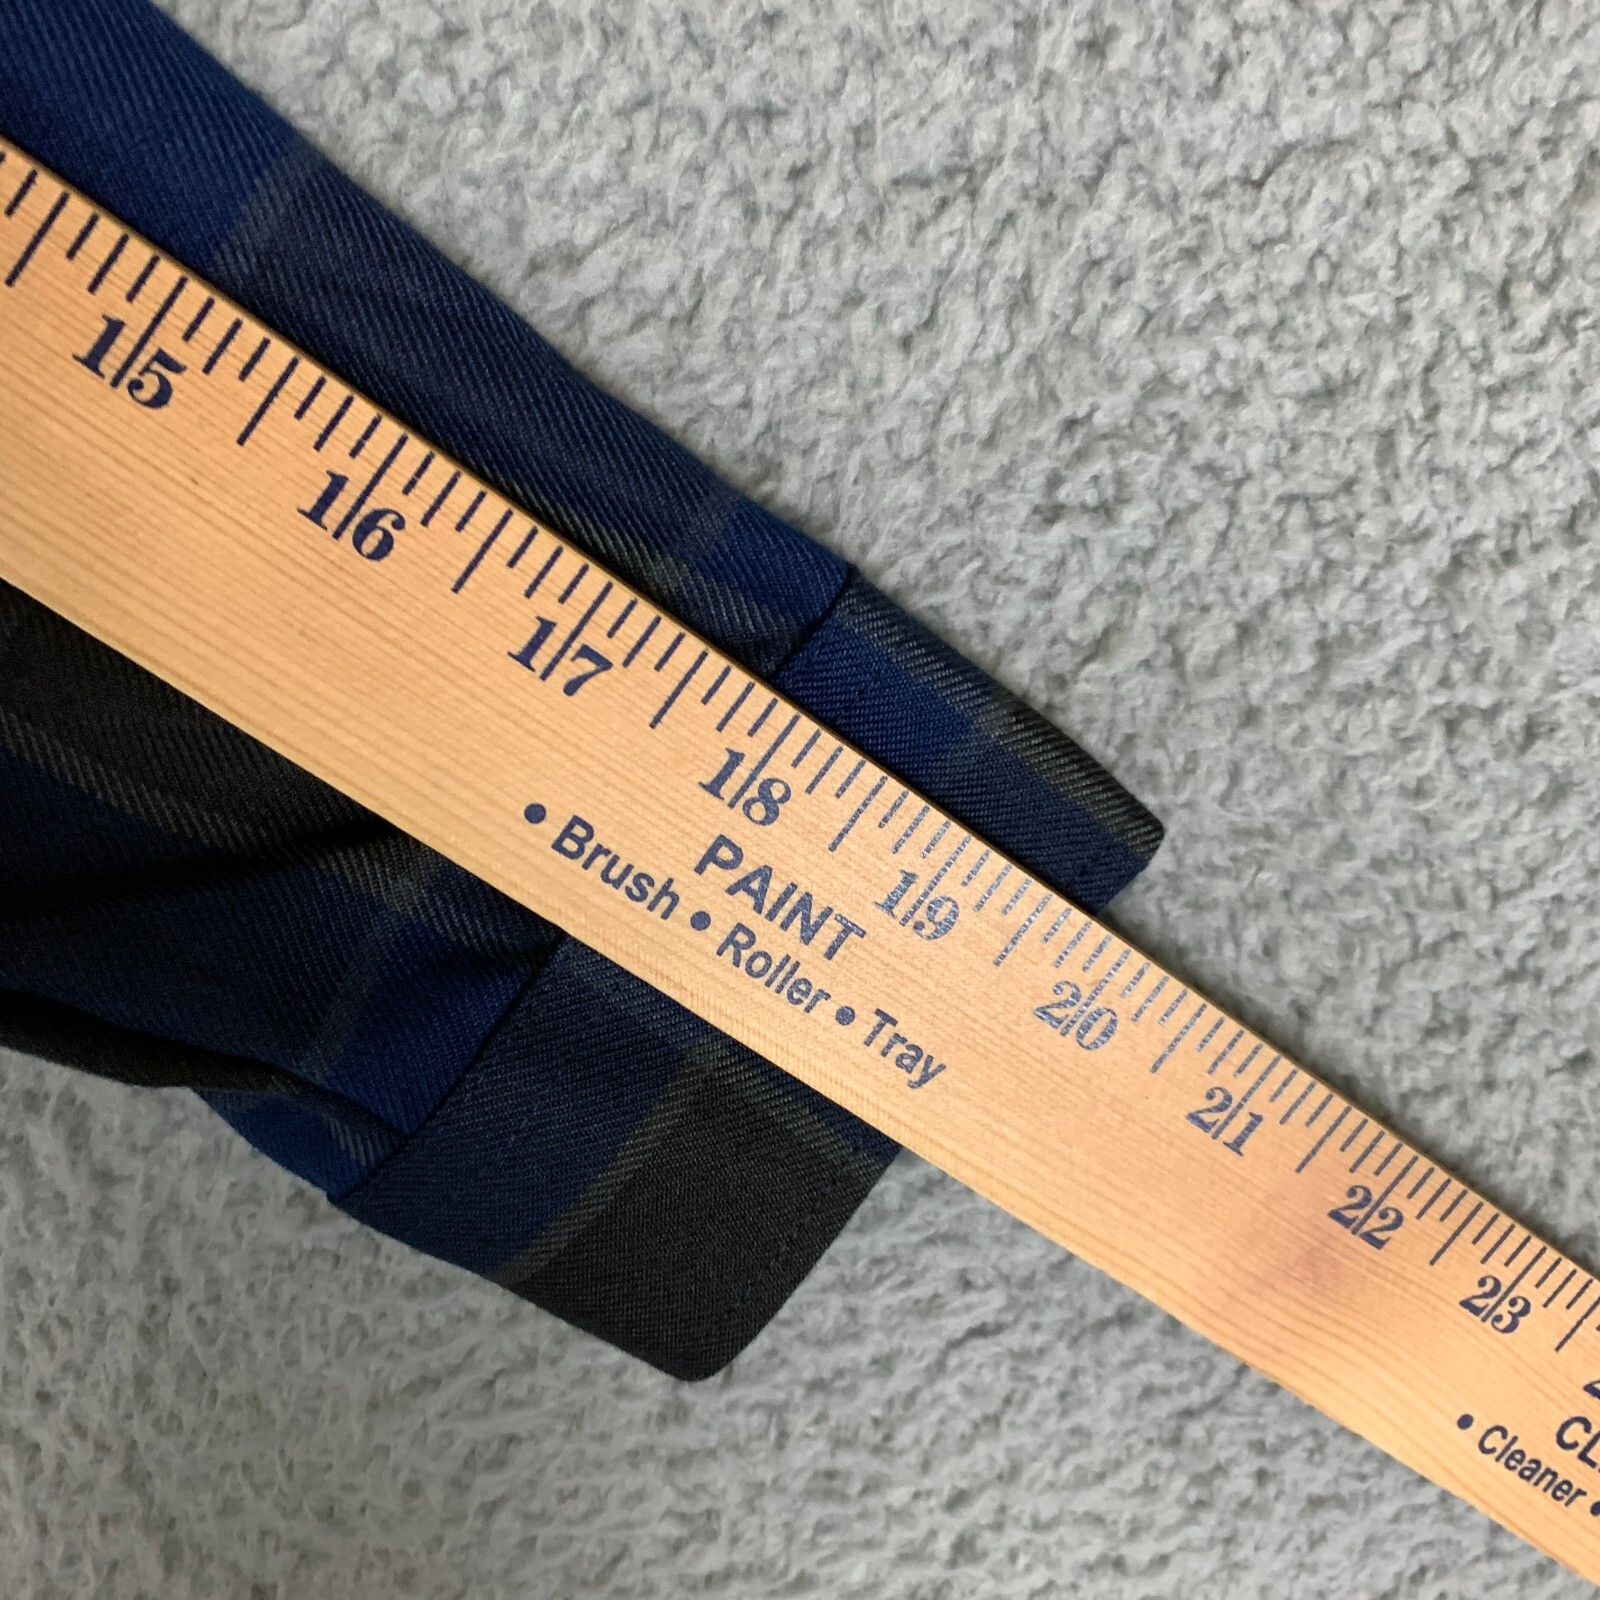 15 16 17 18 19 20 21 22 23
PAINT
• Brush • Roller • Tray
• Cleaner •